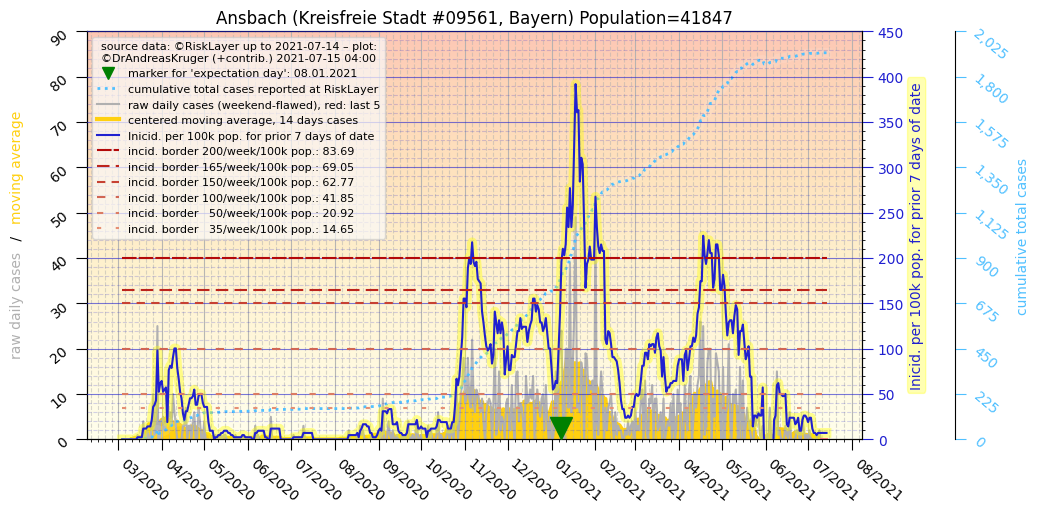 Ansbach (Kreisfreie Stadt #09561, Bayern) Population=41847
source data: ©RiskLayer up to 2021-07-14 – plot:
©DrAndreasKruger (+contrib.) 2021-07-15 04:00
marker for 'expectation day': 08.01.2021
cumulative total cases reported at RiskLayer
raw daily cases (weekend-flawed), red: last 5
centered moving average, 14 days cases
Inicid. per 100k pop. for prior 7 days of date
incid. border 200/week/100k pop.: 83.69
incid. border 165/week/100k pop.: 69.05
incid. border 150/week/100k pop.: 62.77
incid. border 100/week/100k pop.: 41.85
incid. border   50/week/100k pop.: 20.92
incid. border   35/week/100k pop.: 14.65
raw daily cases / moving average
90
80
70
60
50
40
30
20
10
0
450
400
350
300
250
200
150
100
50
0
Inicid. per 100k pop. for prior 7 days of date
2,025
1,800
1,575
1,350
1,125
900
675
450
225
0
cumulative total cases
03/2020
04/2020
05/2020
06/2020
07/2020
08/2020
09/2020
10/2020
11/2020
12/2020
01/2021
02/2021
03/2021
04/2021
05/2021
06/2021
07/2021
08/2021